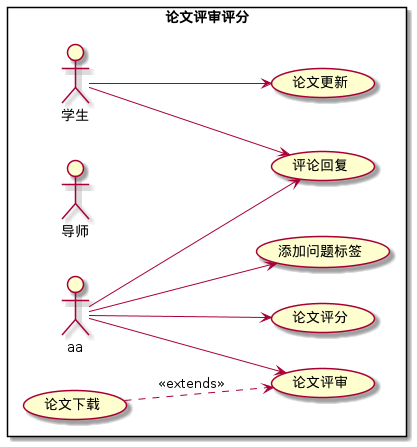 论文评审评分
学生
论文更新
评论回复
导师
添加问题标签
aa
论文评分
论文下载
«extends»
论文评审